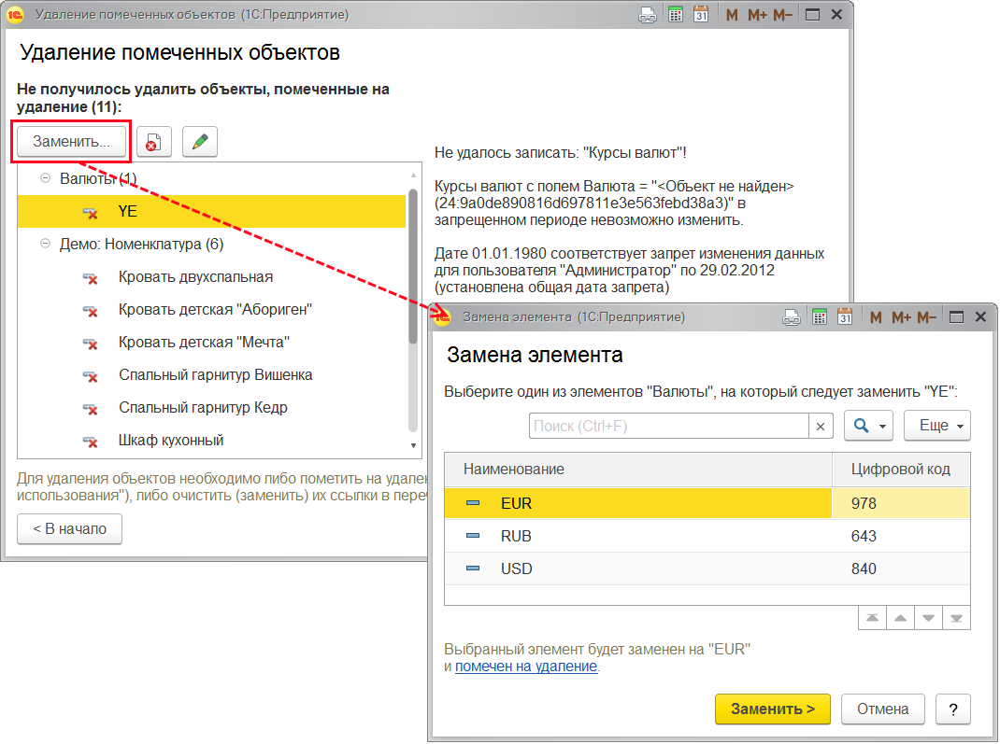 Удаление помеченных объектов (1С:Предприятие)
31 M M+ M-
Удаление помеченных объектов
Не получилось удалить объекты, помеченные на
удаление (11):
Заменить...
Валюты (1)
YE
Демо: Номенклатура (6)
Кровать двухспальная
Кровать детская "Абориген"
Кровать детская "Мечта"
Спальный гарнитур Вишенка
Спальный гарнитур Кедр
Шкаф кухонный
Для удаления объектов необходимо либо пометить на удален
использования"), либо очистить (заменить) их ссылки в переч
< В начало
Не удалось записать: "Курсы валют"!
Курсы валют с полем Валюта = "<Объект не найден>
(24:9a0de890816d697811e3e563febd38a3)" в
запрещенном периоде невозможно изменить.
Дате 01.01.1980 соответствует запрет изменения данных
для пользователя "Администратор" по 29.02.2012
(установлена общая дата запрета)
Замена элемента (1С:Предприятие)
31 M M+ M-
Замена элемента
Выберите один из элементов "Валюты", на который следует заменить "YE":
Поиск (Ctrl+F)
Еще
Наименование Цифровой код
EUR 978
RUB 643
USD 840
Выбранный элемент будет заменен на "EUR"
и помечен на удаление.
Заменить > Отмена ?